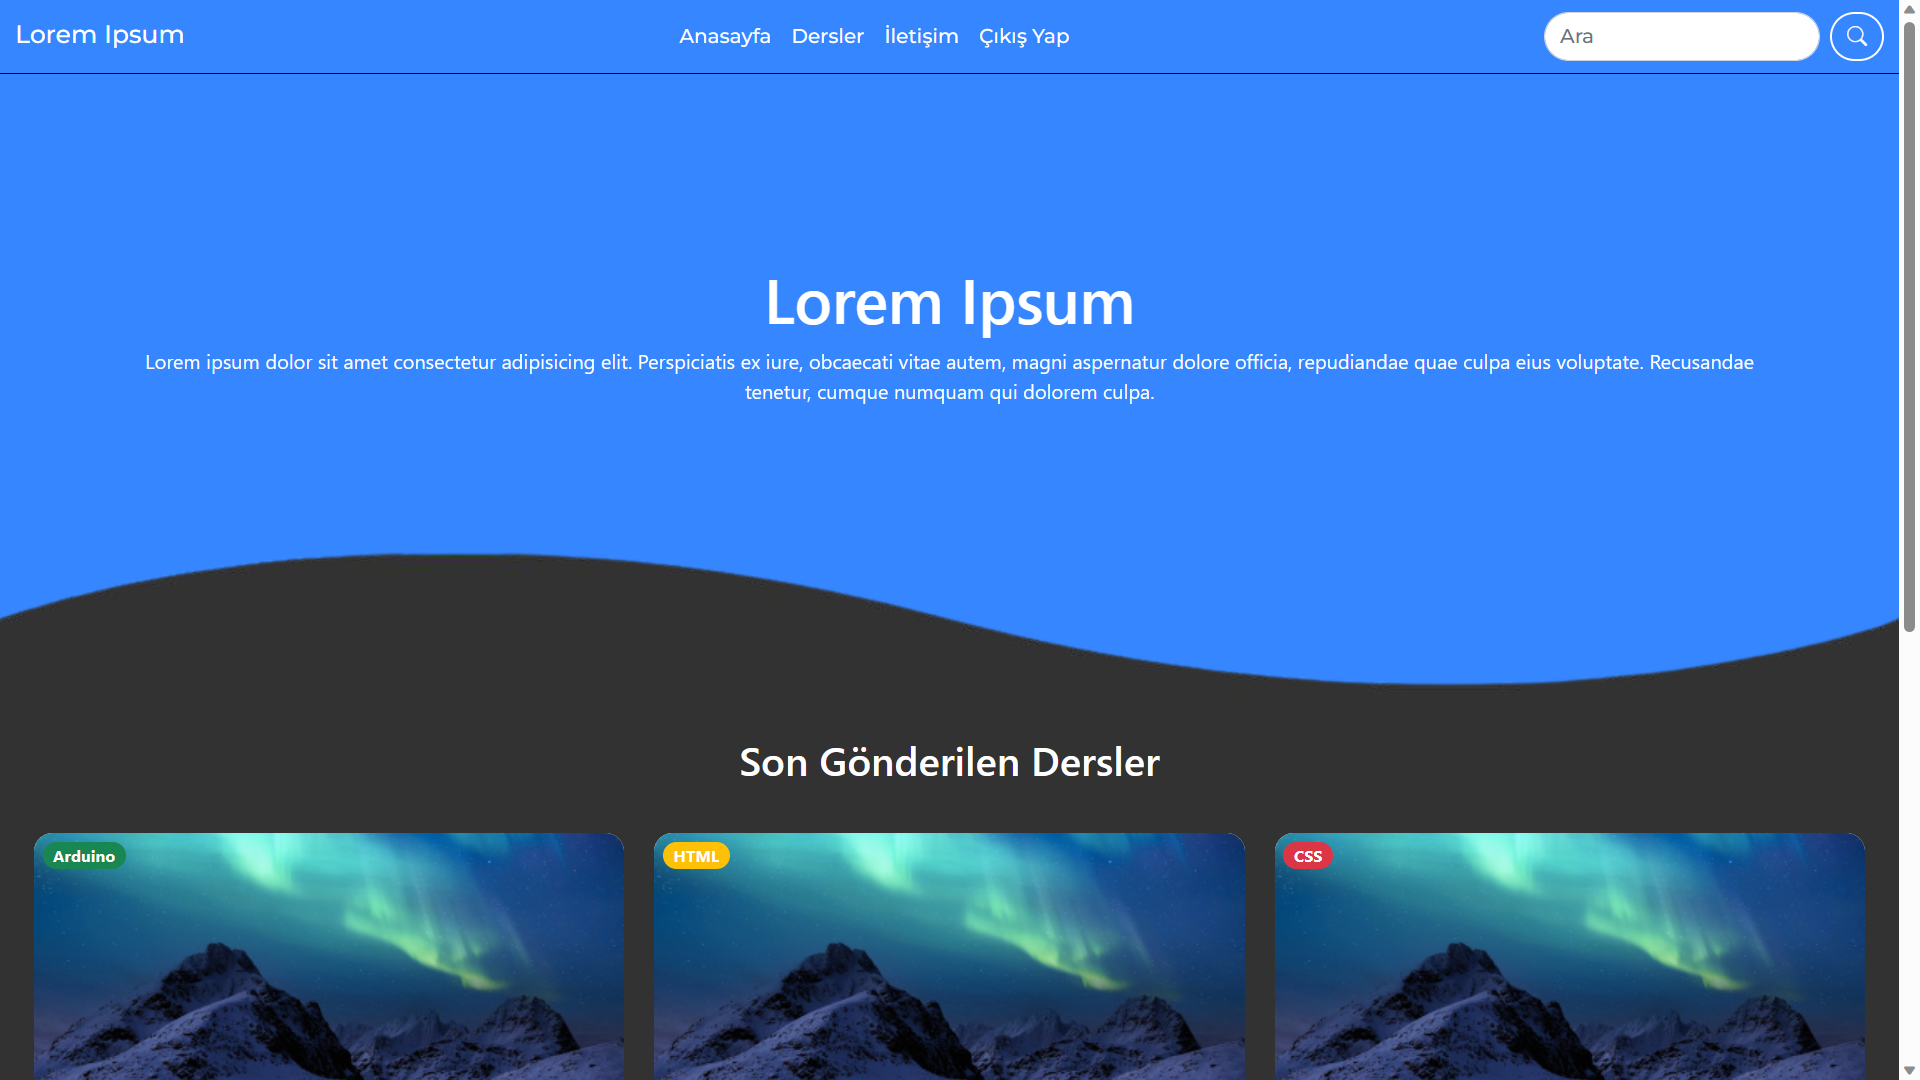 Lorem Ipsum
Anasayfa
Dersler
İletişim
Çıkış Yap
Ara
Lorem Ipsum
Lorem ipsum dolor sit amet consectetur adipisicing elit. Perspiciatis ex iure, obcaecati vitae autem, magni aspernatur dolore officia, repudiandae quae culpa eius voluptate. Recusandae
tenetur, cumque numquam qui dolorem culpa.
Son Gönderilen Dersler
Arduino
HTML
CSS